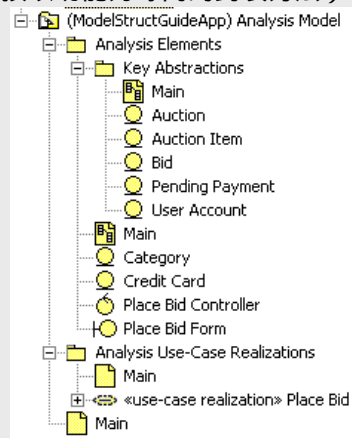 (ModelStructGuideApp) Analysis Model
Analysis Elements
Key Abstractions
Main
Auction
Auction Item
Bid
Pending Payment
User Account
Main
Category
Credit Card
Place Bid Controller
Place Bid Form
Analysis Use-Case Realizations
Main
«use-case realization» Place Bid
Main